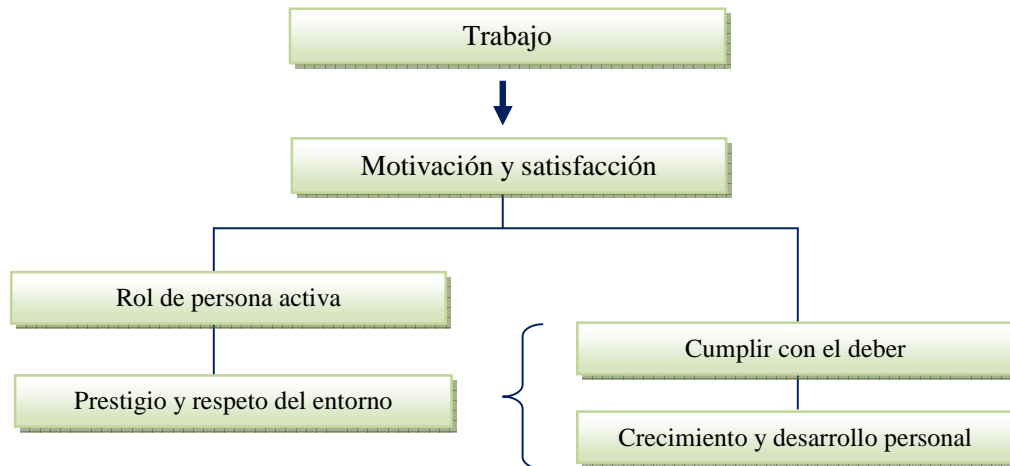 Trabajo
Motivación y satisfacción
Rol de persona activa
Prestigio y respeto del entorno
Cumplir con el deber
Crecimiento y desarrollo personal